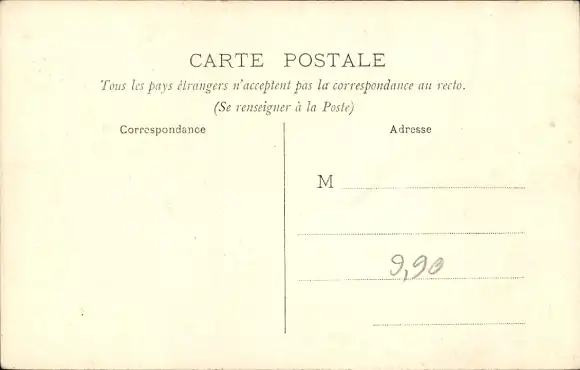 CARTE POSTALE
Tous les pays étrangers n'acceptent pas la correspondance au recto.
(Se renseigner à la Poste)
Correspondance
Adresse
M
9,90